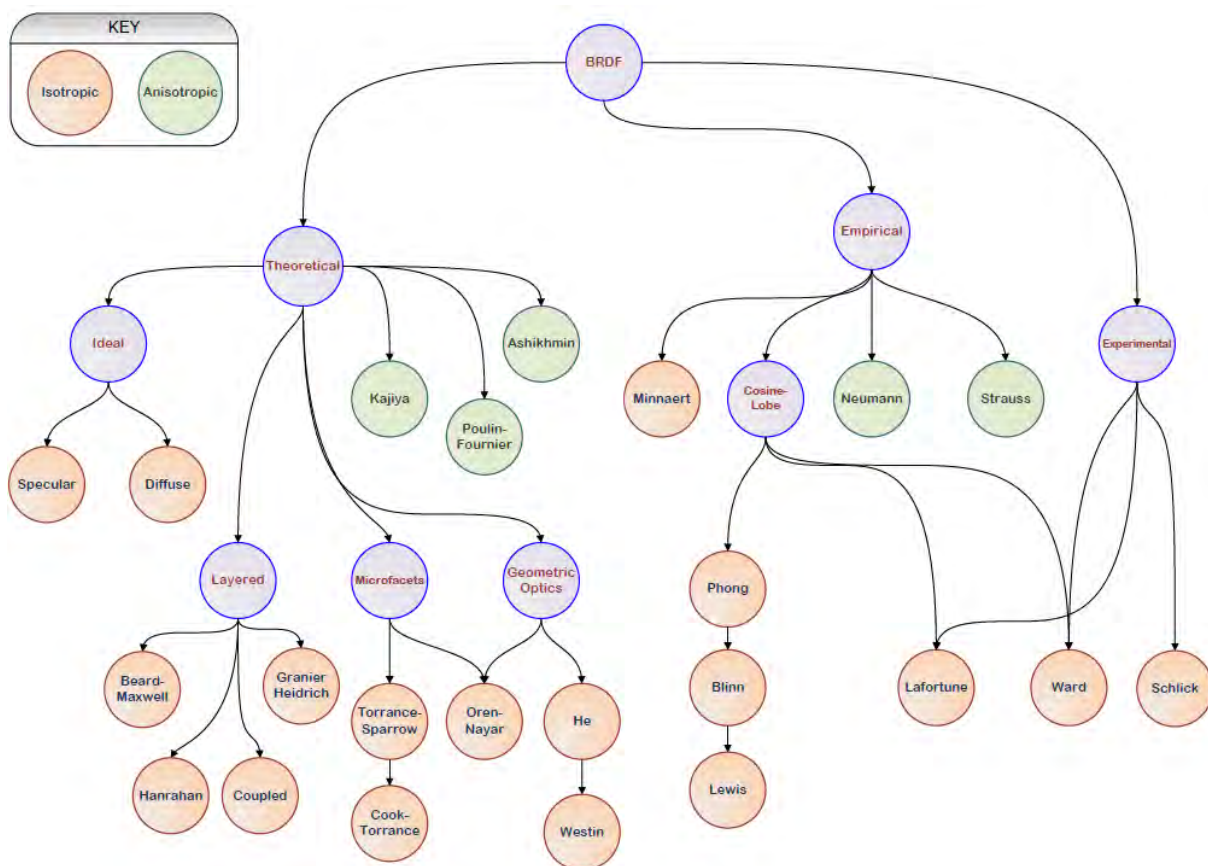 KEY
Isotropic
Anisotropic
BRDF
Empirical
Theoretical
Ideal
Ashikhmin
Experimental
Kajiya
Minnaert
Cosine-
Lobe
Neumann
Strauss
Poulin-
Fournier
Specular
Diffuse
Layered
Microfacets
Geometric
Optics
Phong
Beard-
Maxwell
Granier
Heidrich
Blinn
Lafortune
Ward
Schlick
Torrance-
Sparrow
Oren-
Nayar
He
Hanrahan
Coupled
Lewis
Cook-
Torrance
Westin